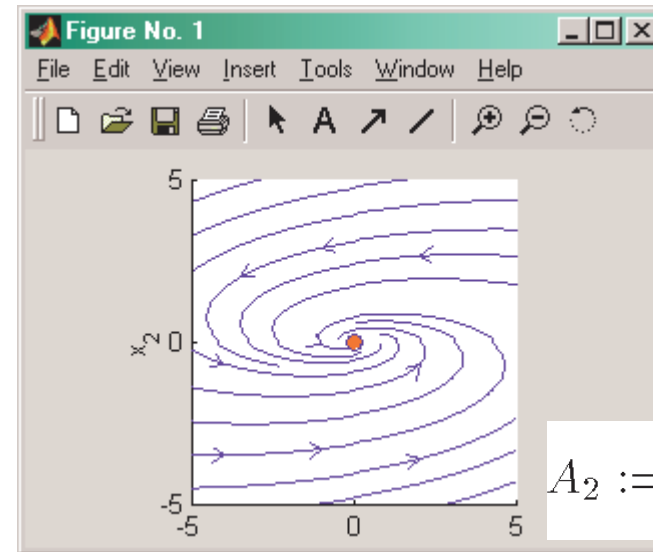 Figure No. 1
File Edit View Insert Tools Window Help
A
5
x2 0
-5
-5 0 5
A2 :=